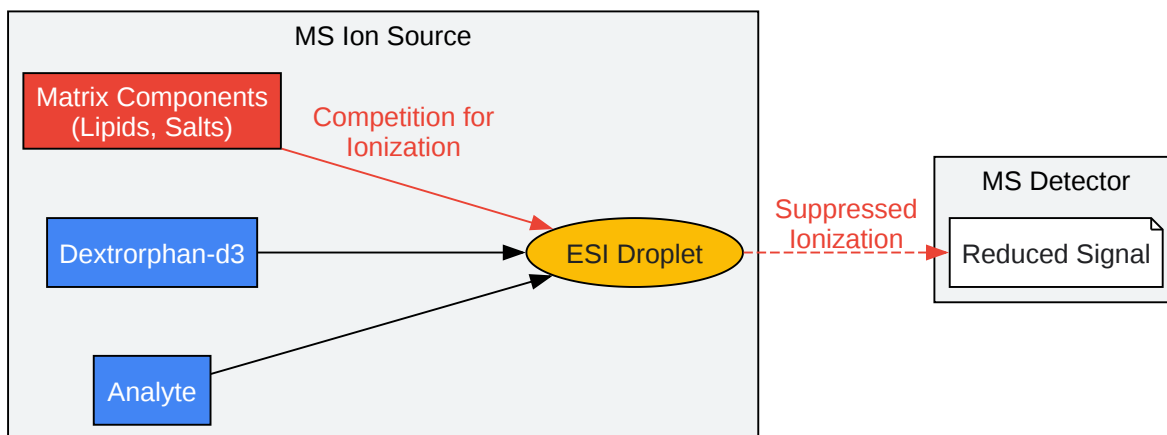 MS Ion Source
Matrix Components
(Lipids, Salts)
Competition for
Ionization
Dextrorphan-d3
ESI Droplet
Analyte
Suppressed
Ionization
MS Detector
Reduced Signal